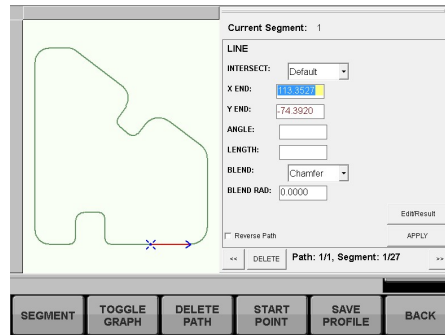 Current Segment: 1
LINE
INTERSECT: Default
X END: 113.3527
Y END: -74.3920
ANGLE:
LENGTH:
BLEND: Chamfer
BLEND RAD: 0.0000
Edit/Result
Reverse Path
APPLY
<< DELETE Path: 1/1, Segment: 1/27 >>
SEGMENT
TOGGLE GRAPH
DELETE PATH
START POINT
SAVE PROFILE
BACK